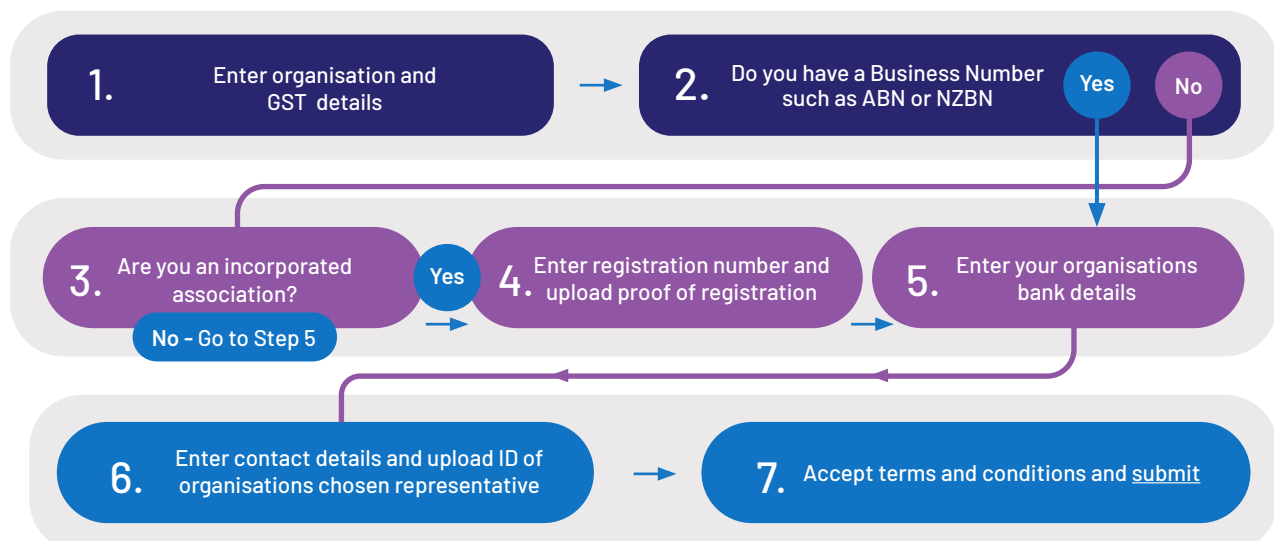 1.
Enter organisation and
GST details
2.
Do you have a Business Number
such as ABN or NZBN
Yes
No
3.
Are you an incorporated
association?
No - Go to Step 5
Yes
4.
Enter registration number and
upload proof of registration
5.
Enter your organisations
bank details
6.
Enter contact details and upload ID of
organisations chosen representative
7.
Accept terms and conditions and submit